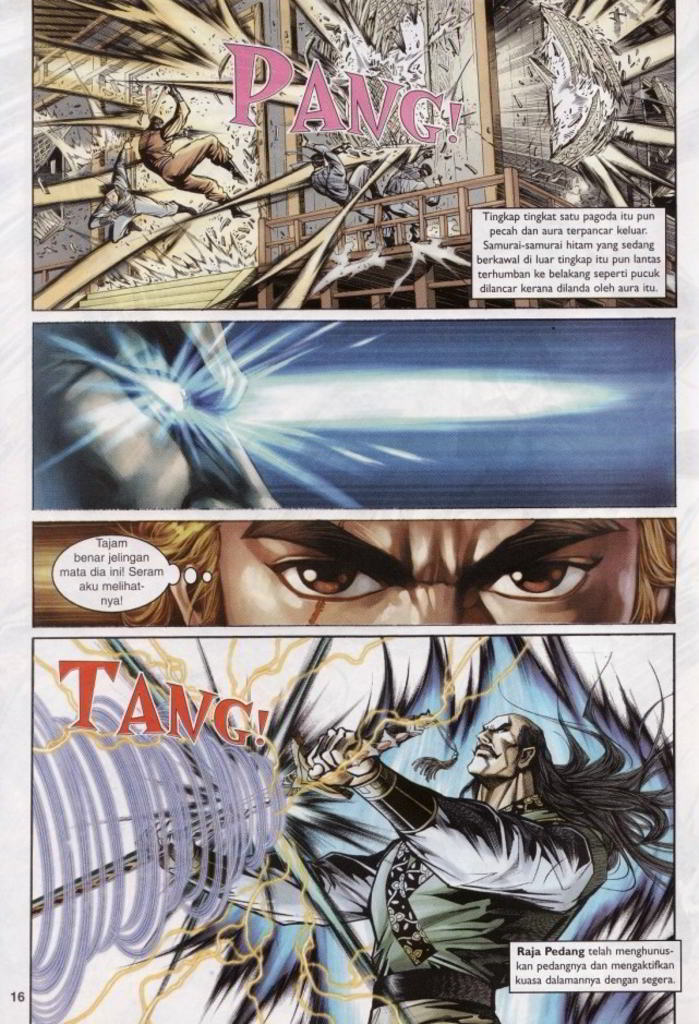 PANG!
Tingkap tingkat satu pagoda itu pun
pecah dan aura terpancar keluar.
Samurai-samurai hitam yang sedang
berkawal di luar tingkap itu pun lantas
terhumban ke belakang seperti pucuk
dilancar kerana dilanda oleh aura itu.
Tajam
benar jelingan
mata dia ini! Seram
aku melihat-
nya!
TANG!
Raja Pedang telah menghunus-
kan pedangnya dan mengaktifkan
kuasa dalamannya dengan segera.
16